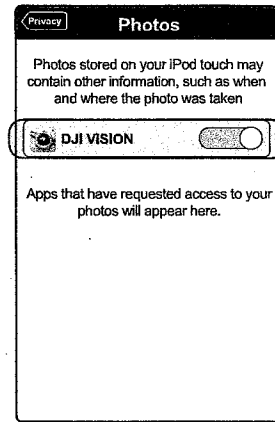 Privacy
Photos
Photos stored on your iPod touch may
contain other information, such as when
and where the photo was taken
DJI VISION
Apps that have requested access to your
photos will appear here.